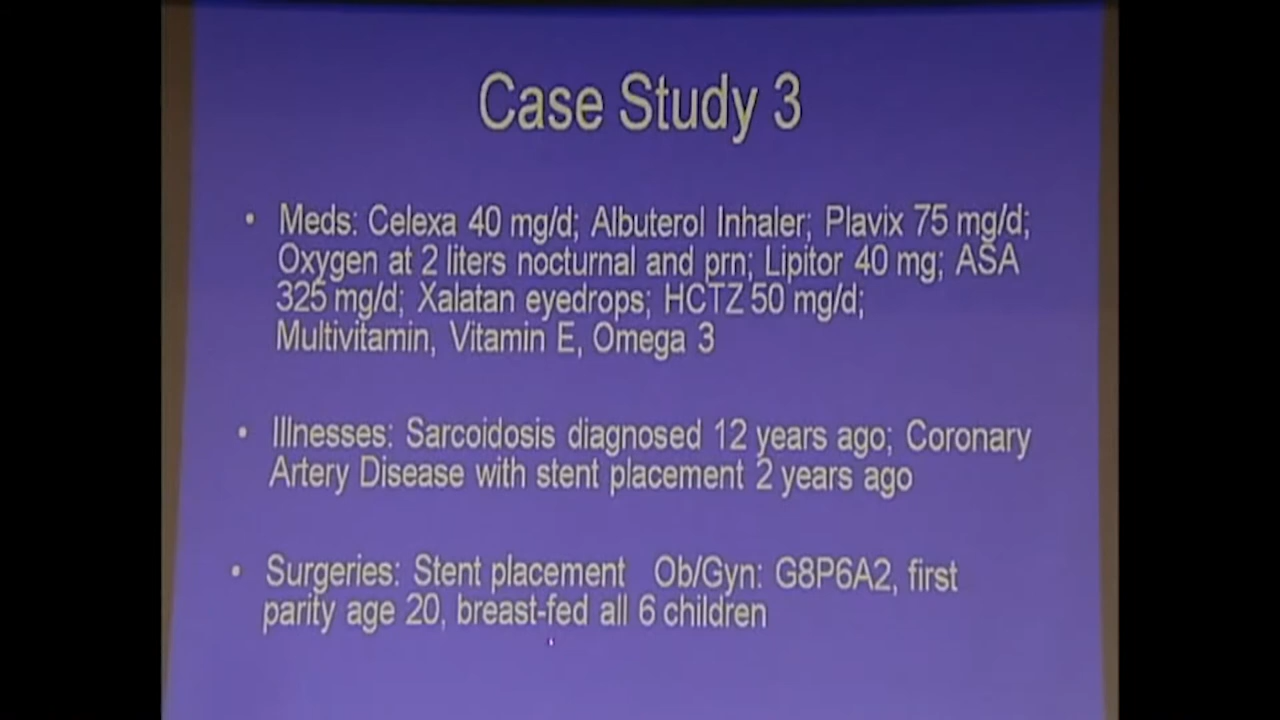 Case Study 3
• Meds: Celexa 40 mg/d; Albuterol Inhaler; Plavix 75 mg/d;
Oxygen at 2 liters nocturnal and prn; Lipitor 40 mg; ASA
325 mg/d; Xalatan eyedrops; HCTZ 50 mg/d;
Multivitamin, Vitamin E, Omega 3
• Illnesses: Sarcoidosis diagnosed 12 years ago; Coronary
Artery Disease with stent placement 2 years ago
• Surgeries: Stent placement Ob/Gyn: G8P6A2, first
parity age 20, breast-fed all 6 children